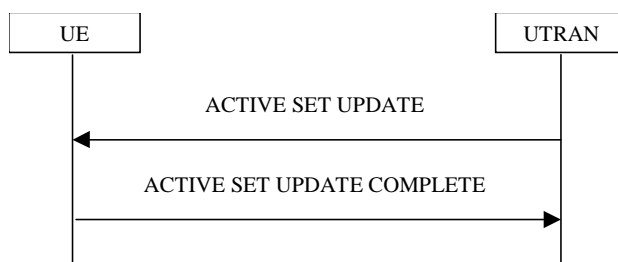 UE
UTRAN
ACTIVE SET UPDATE
ACTIVE SET UPDATE COMPLETE